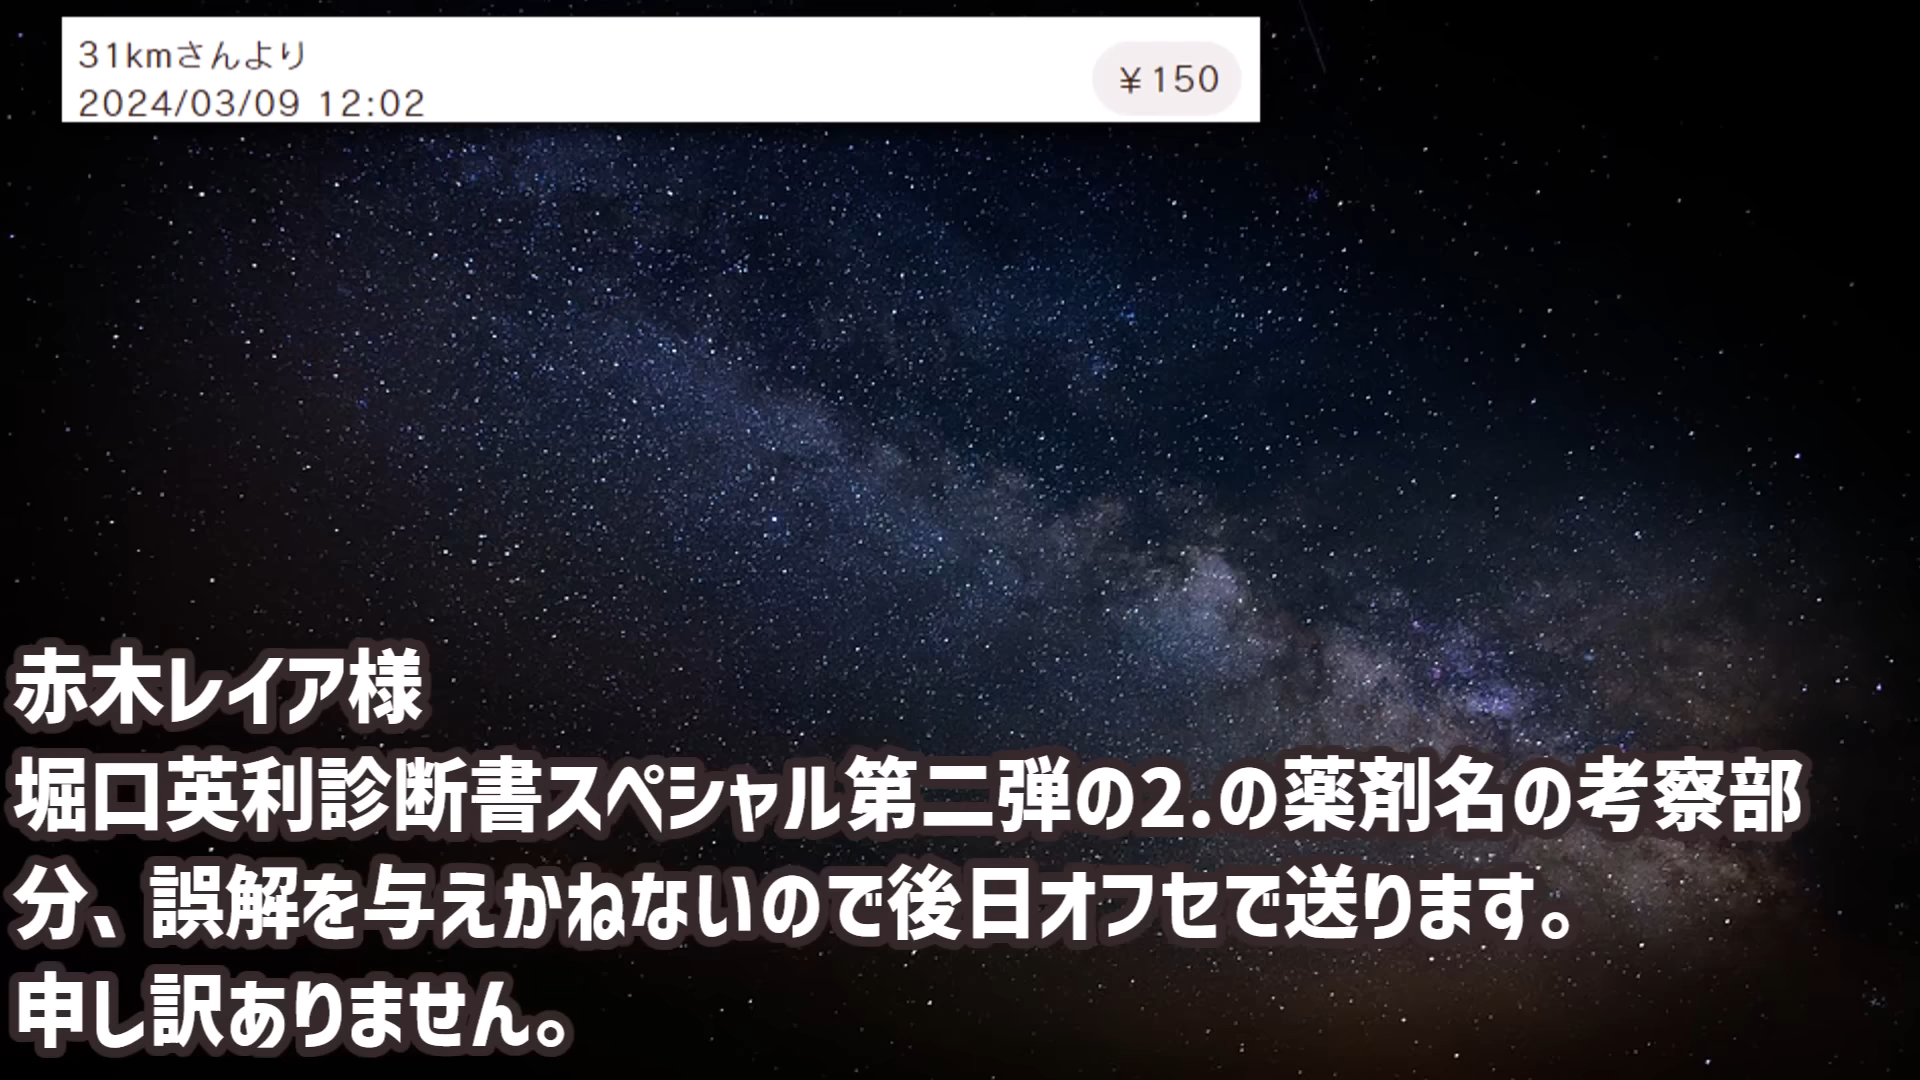 31kmさんより
2024/03/09 12:02
¥150
赤木レイア様
堀口英利診断書スペシャル第二弾の2.の薬剤名の考察部
分、誤解を与えかねないので後日オフセで送ります。
申し訳ありません。